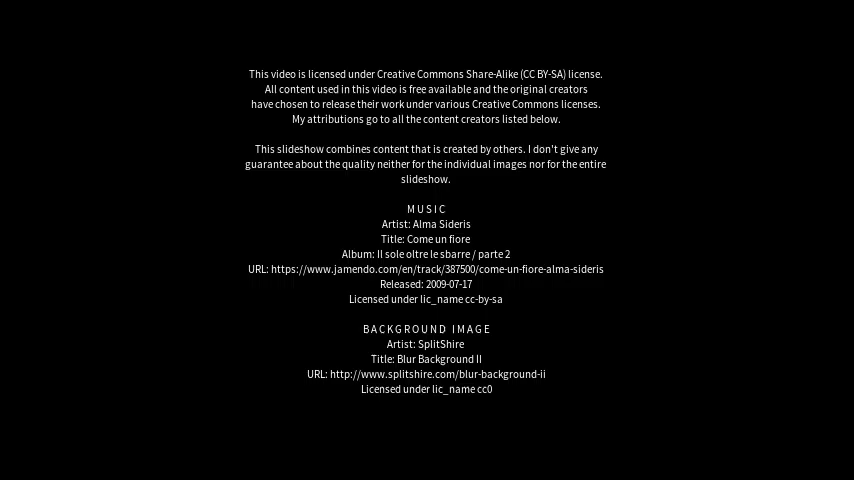 This video is licensed under Creative Commons Share-Alike (CC BY-SA) license.
All content used in this video is free available and the original creators
have chosen to release their work under various Creative Commons licenses.
My attributions go to all the content creators listed below.
This slideshow combines content that is created by others. I don't give any
guarantee about the quality neither for the individual images nor for the entire
slideshow.
MUSIC
Artist: Alma Sideris
Title: Come un fiore
Album: Il sole oltre le sbarre / parte 2
URL: https://www.jamendo.com/en/track/387500/come-un-fiore-alma-sideris
Released: 2009-07-17
Licensed under lic_name cc-by-sa
BACKGROUND IMAGE
Artist: SplitShire
Title: Blur Background II
URL: http://www.splitshire.com/blur-background-ii
Licensed under lic_name cc0